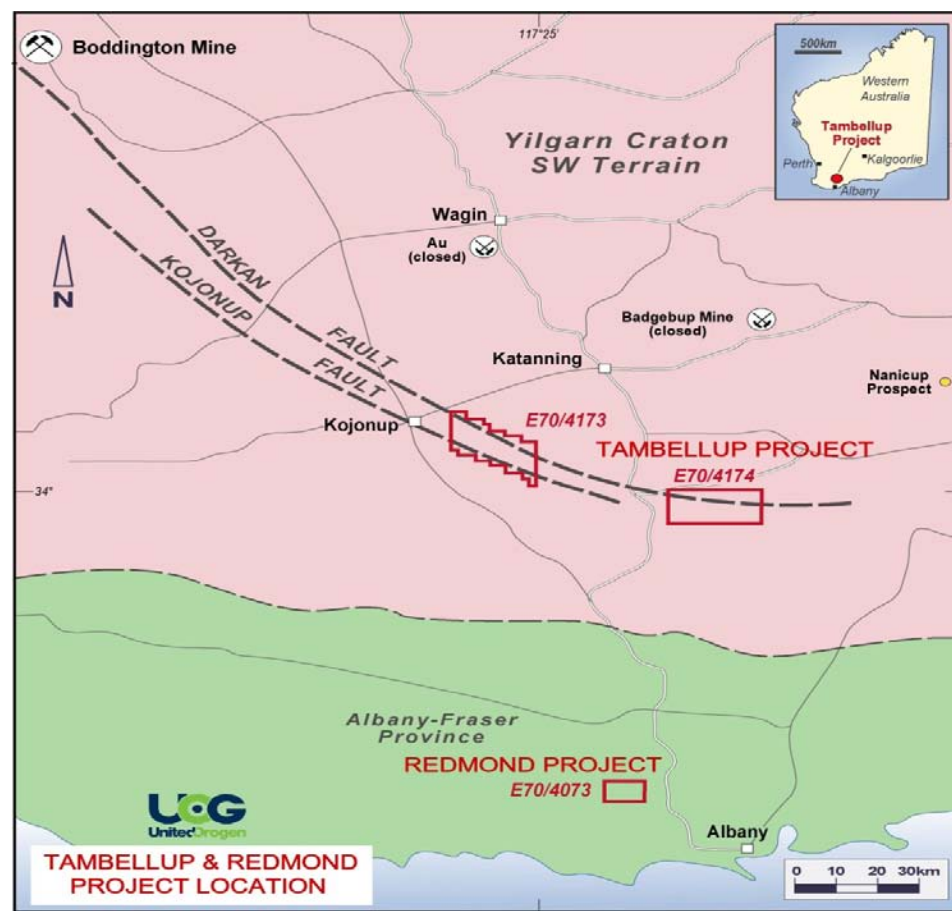 Boddington Mine
117°25'
500km
Western
Australia
Tambellup
Project
Perth
Kalgoorlie
Albany
Yilgarn Craton
SW Terrain
Wagin
Au
(closed)
DARKAN
FAULT
KOJONUP
FAULT
N
Badgebup Mine
(closed)
Katanning
Nanicup
Prospect
Kojonup
E70/4173
TAMBELLUP PROJECT
E70/4174
34°
Albany-Fraser
Province
REDMOND PROJECT
E70/4073
UOG
UnitedOrogen
Albany
TAMBELLUP & REDMOND
PROJECT LOCATION
0 10 20 30km